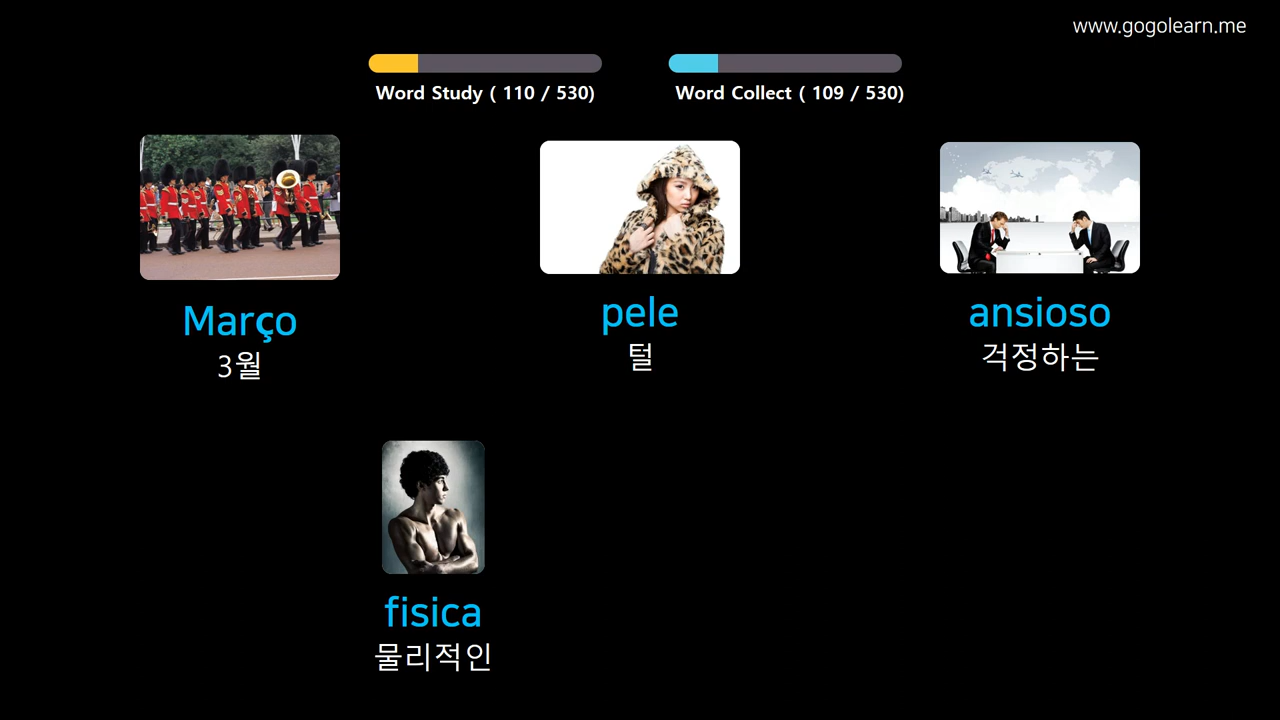 www.gogolearn.me
Word Study ( 110 / 530)
Word Collect ( 109 / 530)
Março
3월
pele
털
ansioso
걱정하는
fisica
물리적인